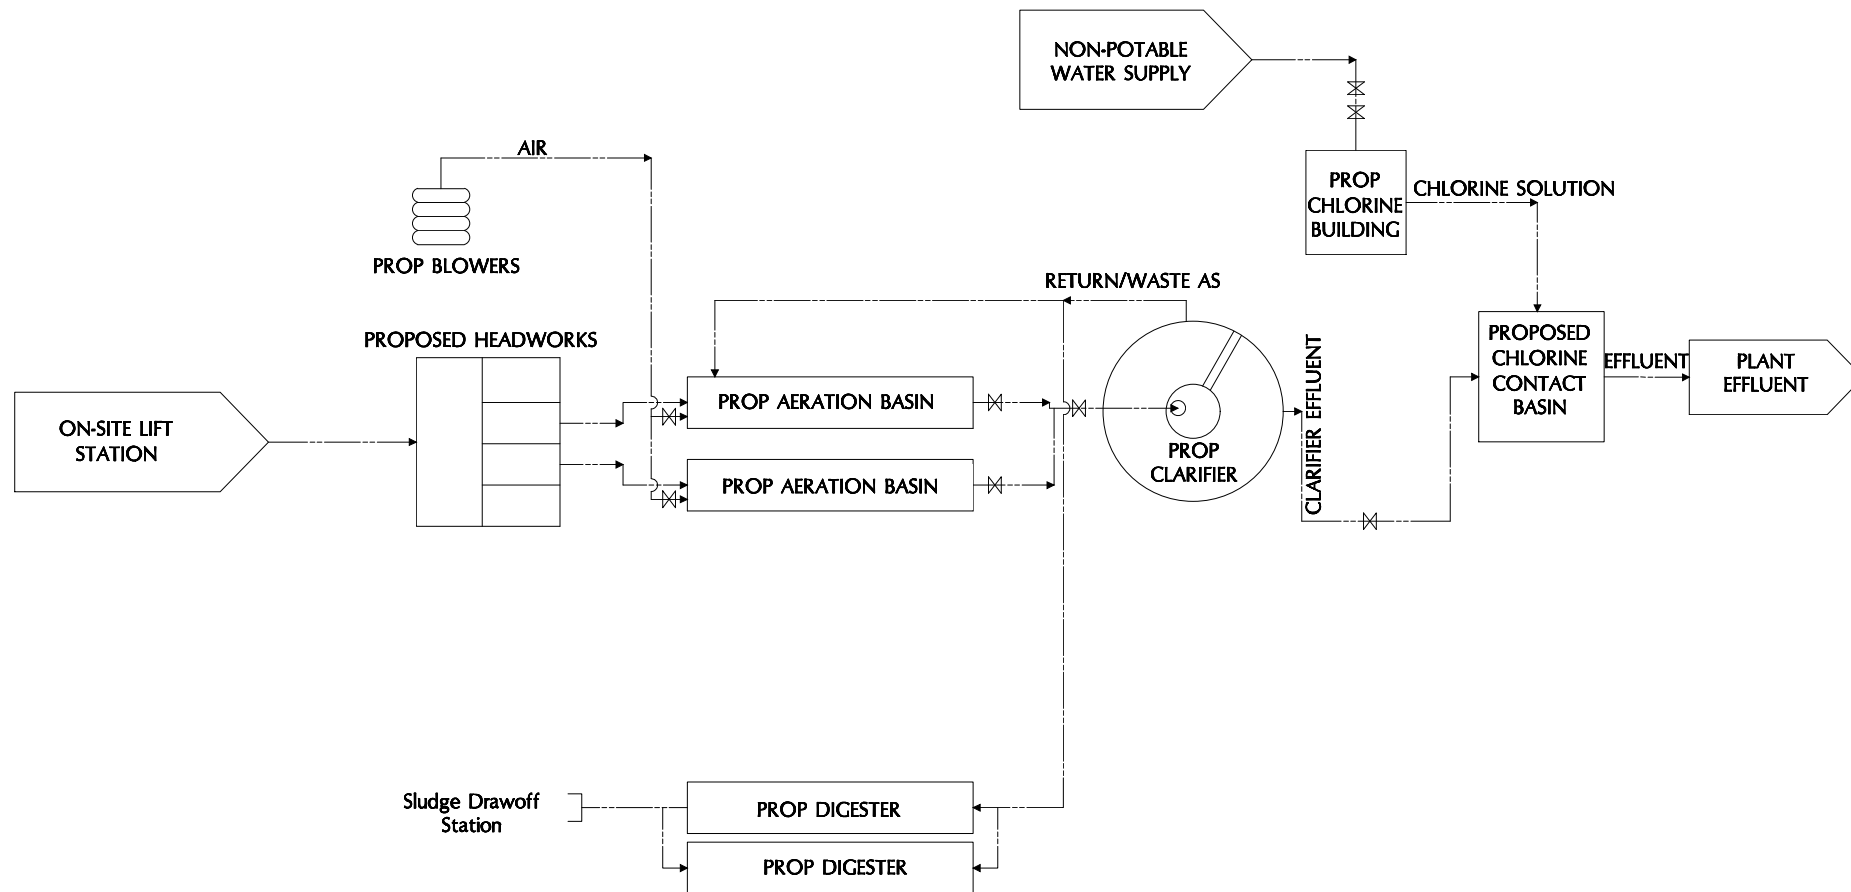 NON-POTABLE
WATER SUPPLY
AIR
PROP
CHLORINE
BUILDING
CHLORINE SOLUTION
PROP BLOWERS
RETURN/WASTE AS
PROPOSED HEADWORKS
ON-SITE LIFT
STATION
PROP AERATION BASIN
PROP AERATION BASIN
PROP
CLARIFIER
CLARIFIER EFFLUENT
PROPOSED
CHLORINE
CONTACT
BASIN
EFFLUENT
PLANT
EFFLUENT
Sludge Drawoff
Station
PROP DIGESTER
PROP DIGESTER